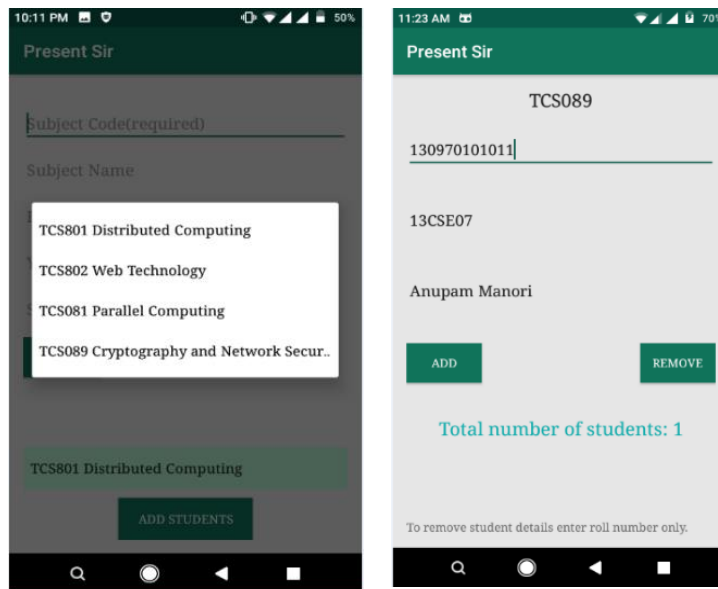 10:11 PM
50%
Present Sir
Subject Code(required)
Subject Name
TCS801 Distributed Computing
TCS802 Web Technology
TCS081 Parallel Computing
TCS089 Cryptography and Network Secur..
TCS801 Distributed Computing
ADD STUDENTS
11:23 AM
70%
Present Sir
TCS089
130970101011
13CSE07
Anupam Manori
ADD
REMOVE
Total number of students: 1
To remove student details enter roll number only.